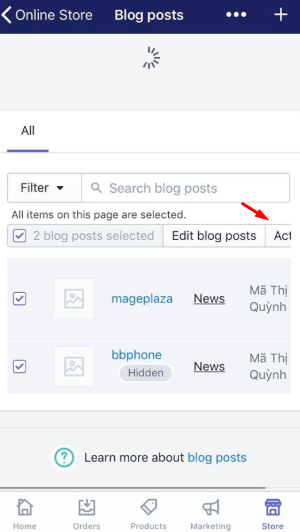 Online Store Blog posts
All
Filter Search blog posts
All items on this page are selected.
2 blog posts selected Edit blog posts Act
mageplaza News Mã Thị
Quỳnh
bbphone
Hidden News Mã Thị
Quỳnh
Learn more about blog posts
Home Orders Products Marketing Store